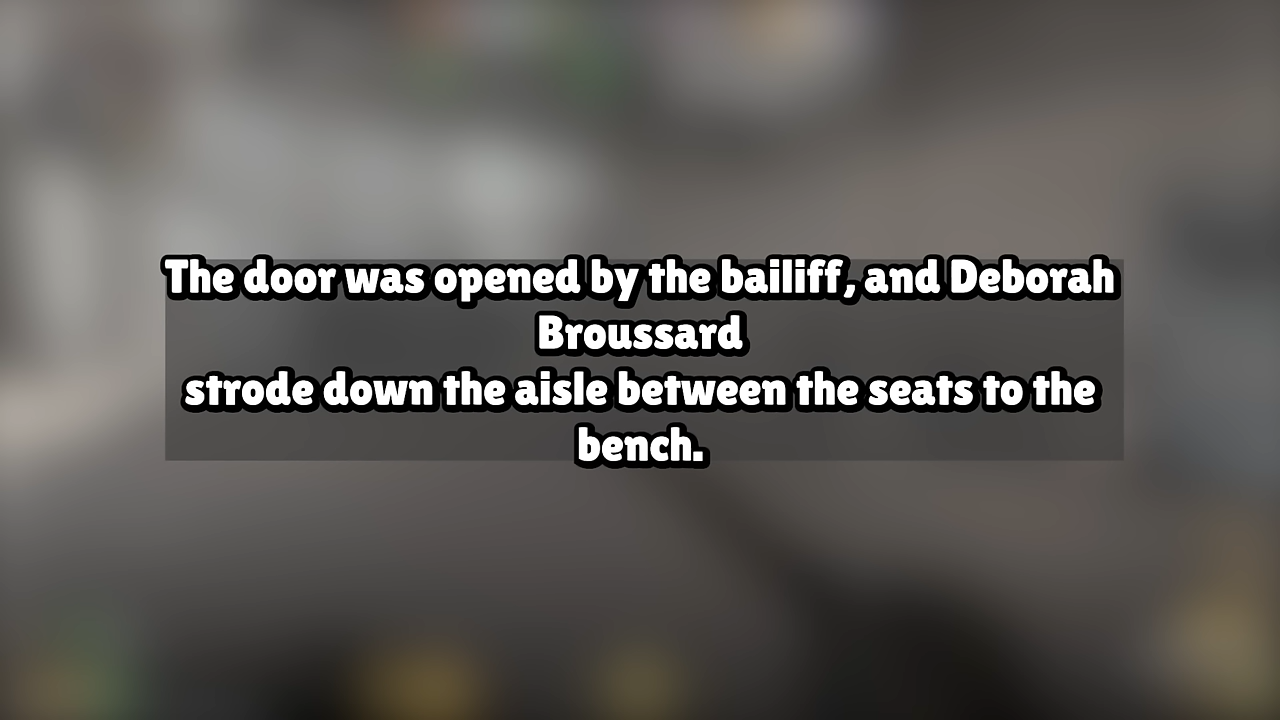 The door was opened by the bailiff, and Deborah
Broussard
strode down the aisle between the seats to the
bench.